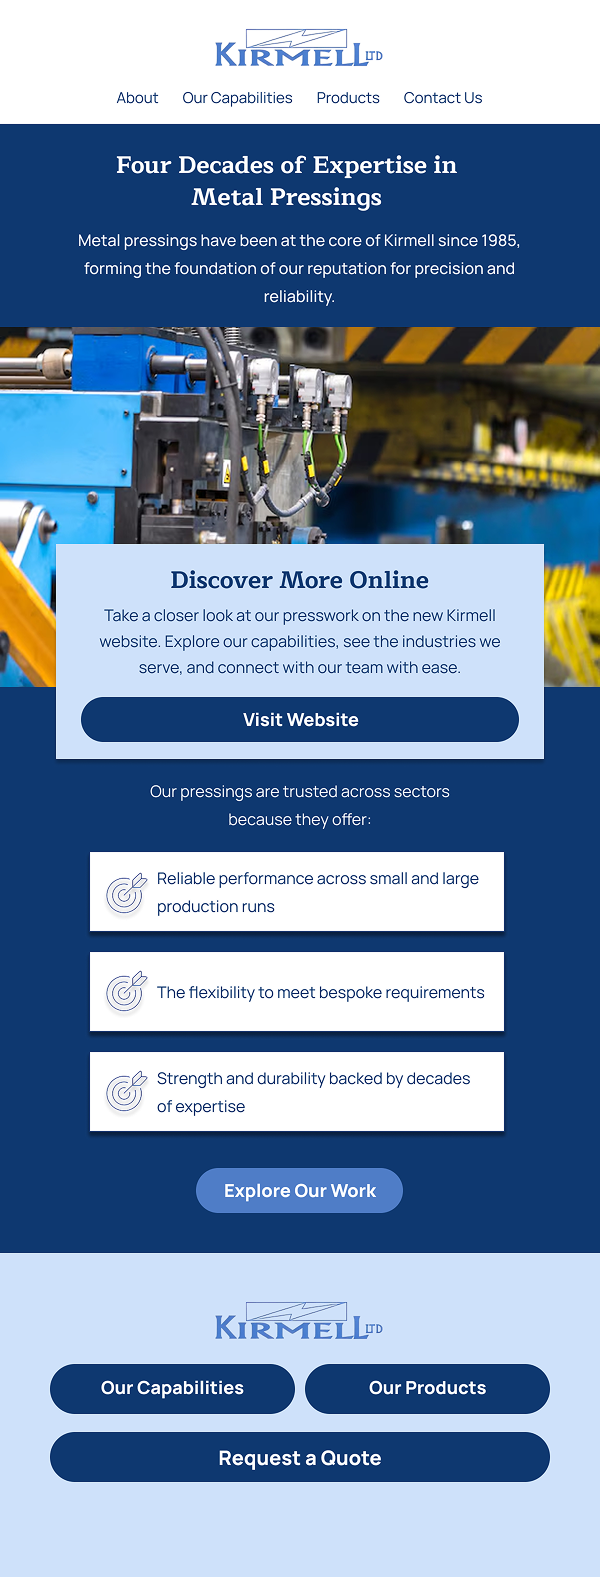 KIRMELL LTD
About Our Capabilities Products Contact Us
Four Decades of Expertise in
Metal Pressings
Metal pressings have been at the core of Kirmell since 1985,
forming the foundation of our reputation for precision and
reliability.
Discover More Online
Take a closer look at our presswork on the new Kirmell
website. Explore our capabilities, see the industries we
serve, and connect with our team with ease.
Visit Website
Our pressings are trusted across sectors
because they offer:
Reliable performance across small and large
production runs
The flexibility to meet bespoke requirements
Strength and durability backed by decades
of expertise
Explore Our Work
KIRMELL LTD
Our Capabilities Our Products
Request a Quote